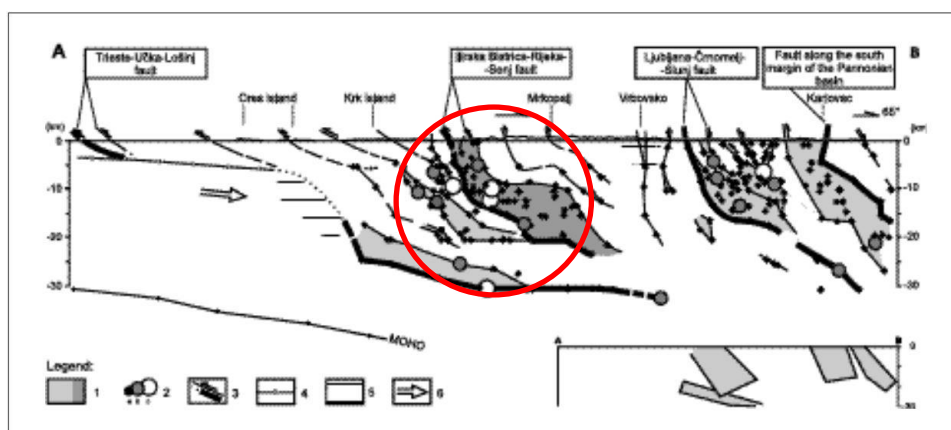 A
B
Trieste-Učka-Lošinj
fault
Ilirska Bistrica-Rijeka-
-Senj fault
Ljubljana-Črnomelj-
-Slunj fault
Fault along the south
margin of the Pannonian
basin
Cres Island
Krk Island
Mrkopalj
Vrbovsko
Karlovac
65°
(km)
(km)
0
0
-10
-10
-20
-20
-30
-30
MOHO
Legend:
1
2
3
4
5
6
A
B
0